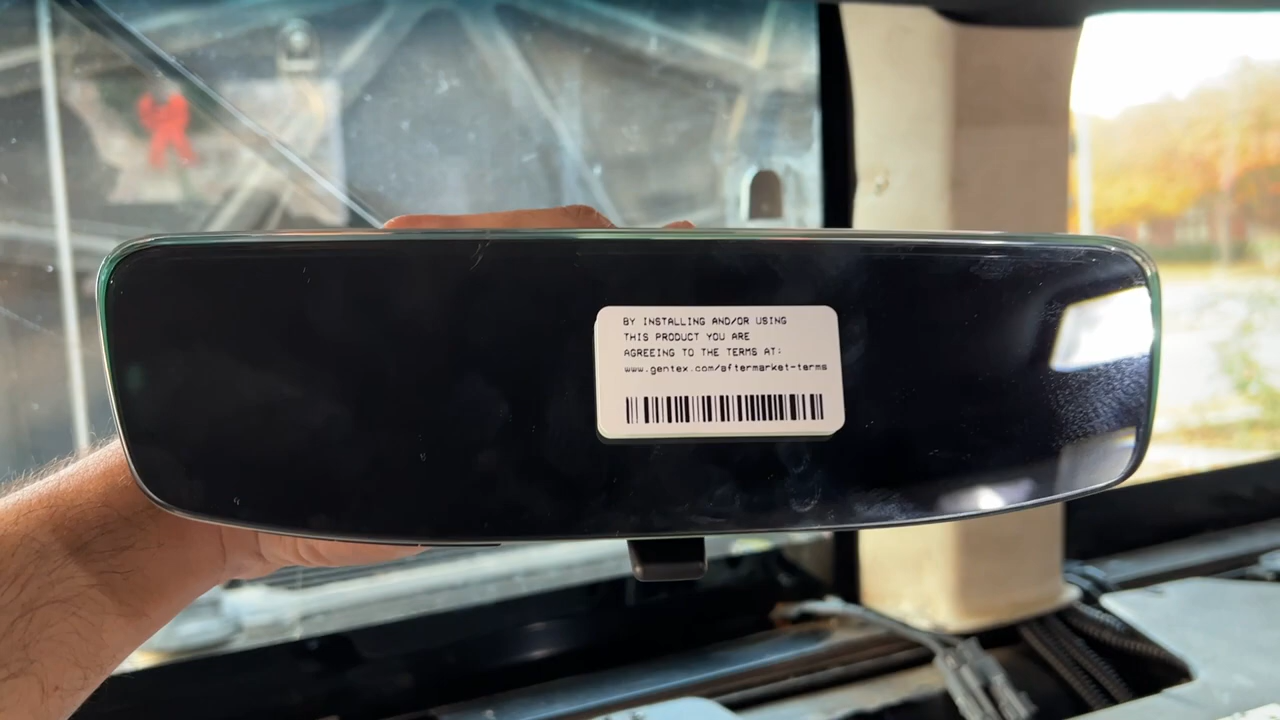 BY INSTALLING AND/OR USING
THIS PRODUCT YOU ARE
AGREEING TO THE TERMS AT:
www.gentex.com/aftermarket-terms